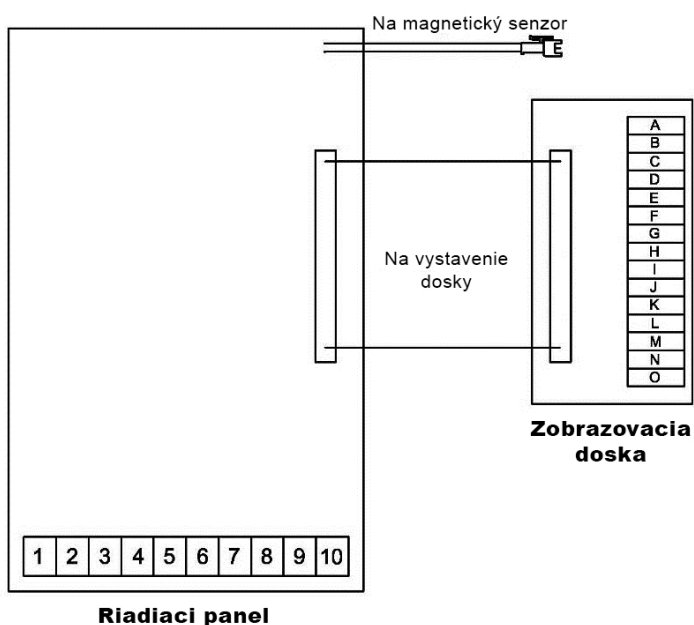 Na magnetický senzor
E
A
B
C
D
E
F
G
H
I
J
K
L
M
N
O
Na vystavenie
dosky
Zobrazovacia
doska
1 2 3 4 5 6 7 8 9 10
Riadiaci panel